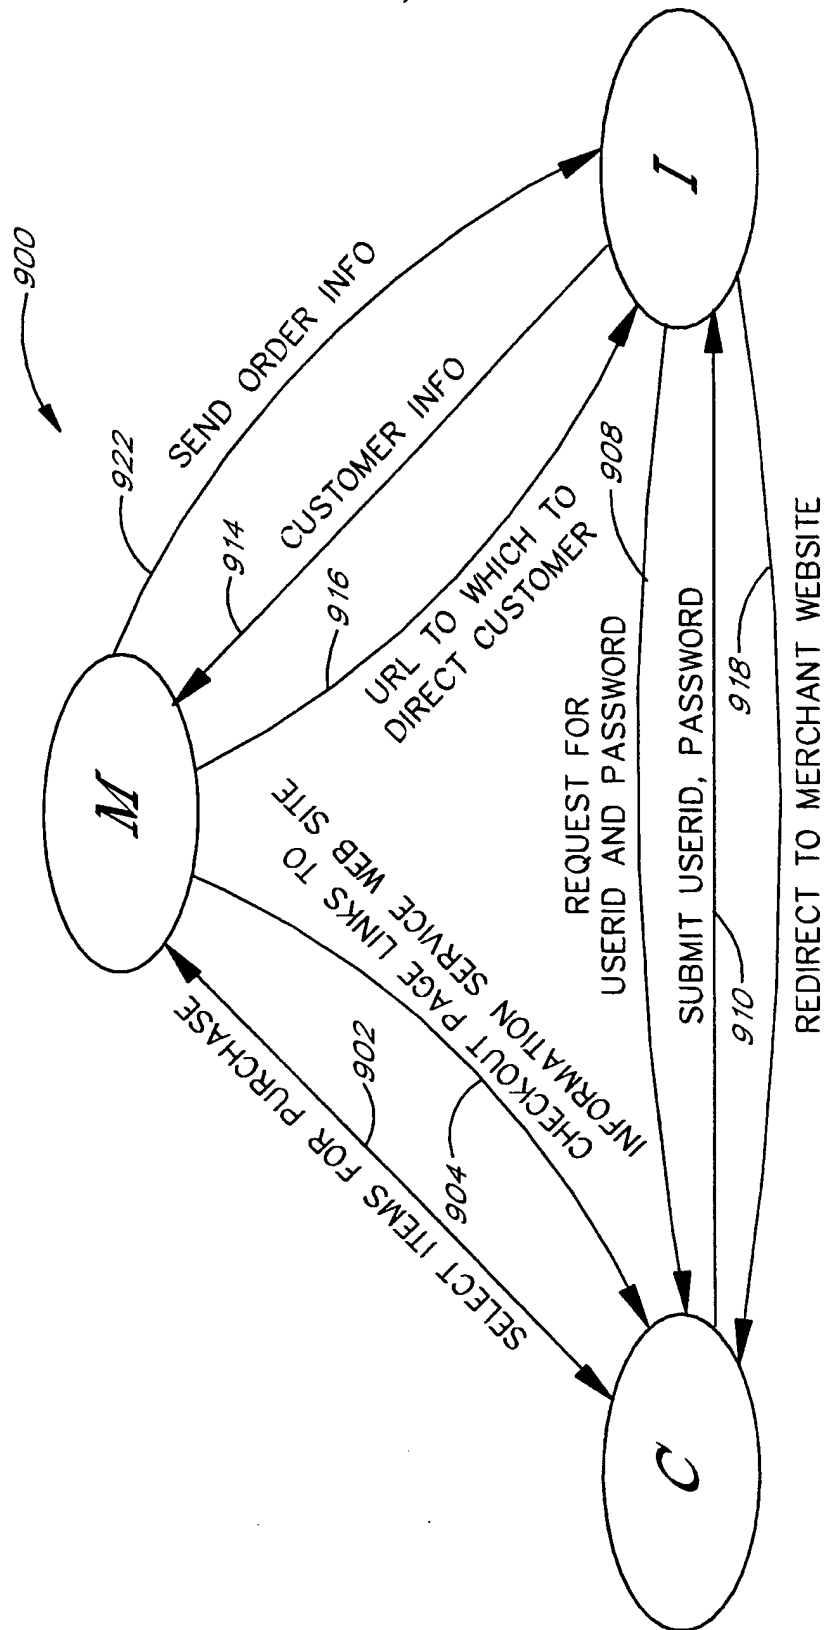 900
M
922
SEND ORDER INFO
914
CUSTOMER INFO
916
URL TO WHICH TO
DIRECT CUSTOMER
SELECT ITEMS FOR PURCHASE
902
904
CHECKOUT PAGE LINKS TO
INFORMATION SERVICE WEB SITE
REQUEST FOR
USERID AND PASSWORD
908
SUBMIT USERID, PASSWORD
910
918
C
I
REDIRECT TO MERCHANT WEBSITE